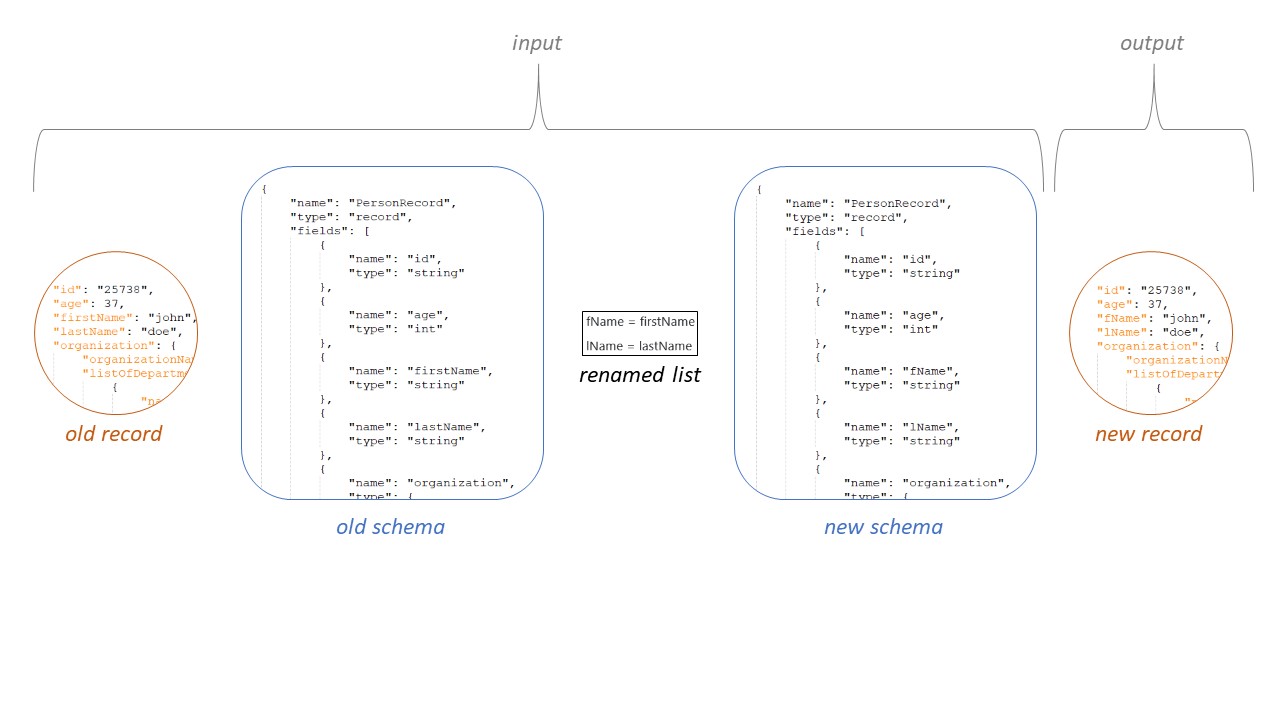 input
output
"id": "25738",
"age": 37,
"firstName": "john",
"lastName": "doe",
"organization": {
"organizationNa
"listOfDepartm
{
"na
old record
{
"name": "PersonRecord",
"type": "record",
"fields": [
{
"name": "id",
"type": "string"
},
{
"name": "age",
"type": "int"
},
{
"name": "firstName",
"type": "string"
},
{
"name": "lastName",
"type": "string"
},
{
"name": "organization",
"type": {
old schema
fName = firstName
lName = lastName
renamed list
{
"name": "PersonRecord",
"type": "record",
"fields": [
{
"name": "id",
"type": "string"
},
{
"name": "age",
"type": "int"
},
{
"name": "fName",
"type": "string"
},
{
"name": "lName",
"type": "string"
},
{
"name": "organization",
"type": {
new schema
"id": "25738",
"age": 37,
"fName": "john",
"lName": "doe",
"organization": {
"organizationN
"listOfDepart
{
new record